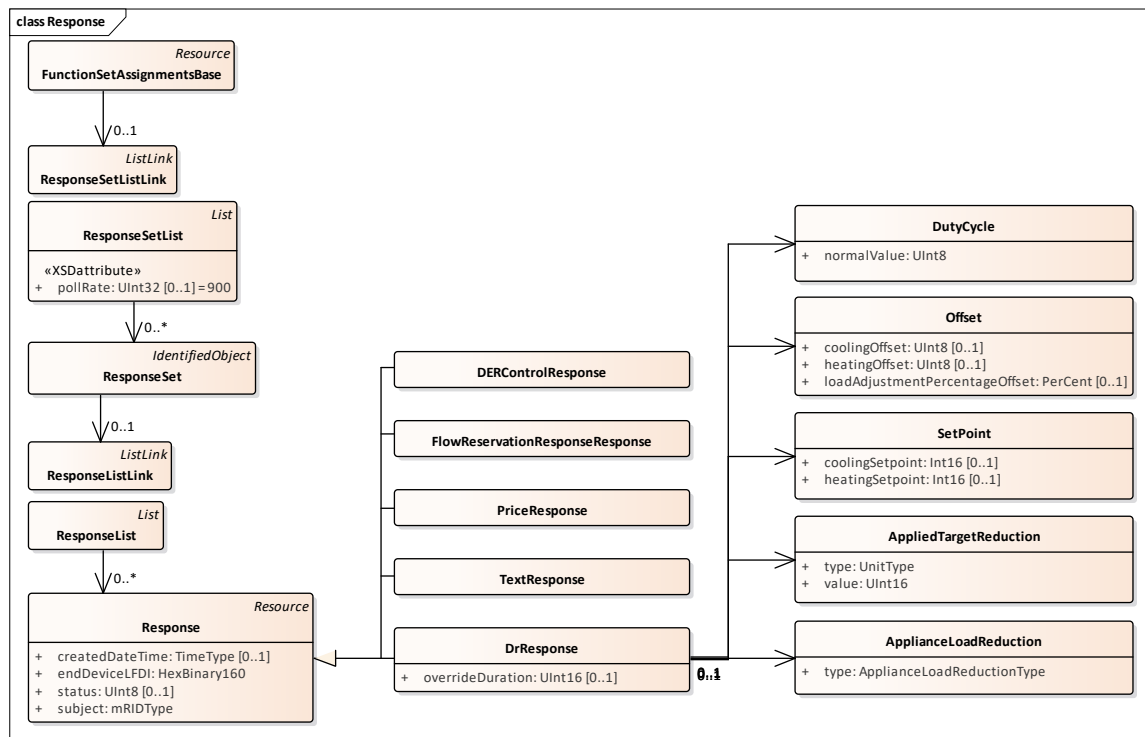 class Response
Resource
FunctionSetAssignmentsBase
0..1
ListLink
ResponseSetListLink
List
ResponseSetList
«XSDattribute»
+ pollRate: UInt32 [0..1] = 900
0..*
IdentifiedObject
ResponseSet
0..1
ListLink
ResponseListLink
List
ResponseList
0..*
Resource
Response
+ createdDateTime: TimeType [0..1]
+ endDeviceLFDI: HexBinary160
+ status: UInt8 [0..1]
+ subject: mRIDType
DERControlResponse
FlowReservationResponseResponse
PriceResponse
TextResponse
DrResponse
+ overrideDuration: UInt16 [0..1]
0..1
DutyCycle
+ normalValue: UInt8
Offset
+ coolingOffset: UInt8 [0..1]
+ heatingOffset: UInt8 [0..1]
+ loadAdjustmentPercentageOffset: PerCent [0..1]
SetPoint
+ coolingSetpoint: Int16 [0..1]
+ heatingSetpoint: Int16 [0..1]
AppliedTargetReduction
+ type: UnitType
+ value: UInt16
ApplianceLoadReduction
+ type: ApplianceLoadReductionType